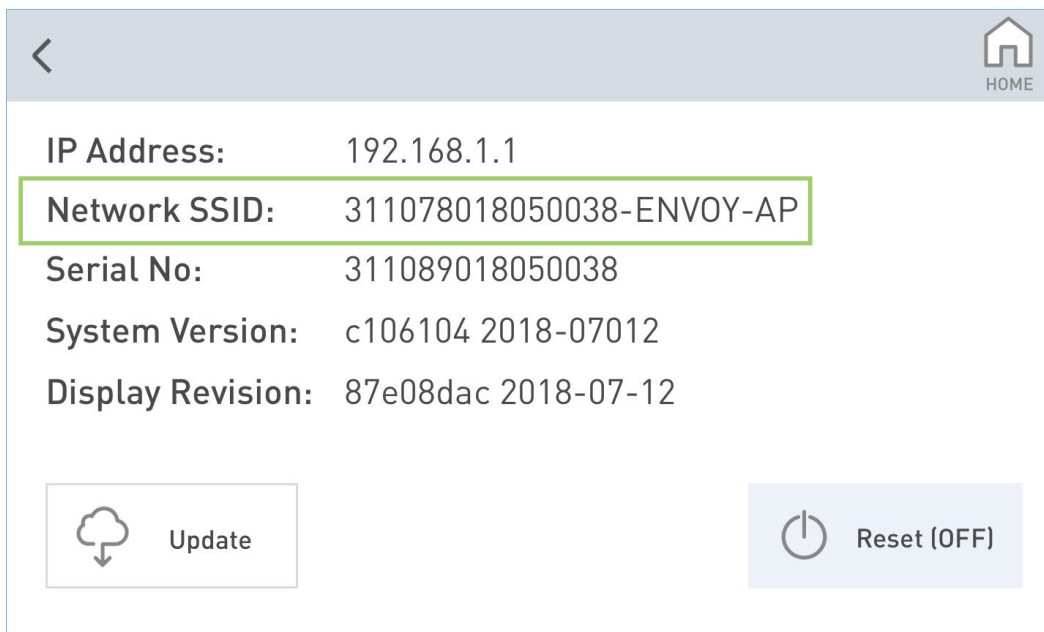 HOME
IP Address: 192.168.1.1
Network SSID: 311078018050038-ENVOY-AP
Serial No: 311089018050038
System Version: c106104 2018-07012
Display Revision: 87e08dac 2018-07-12
Update
Reset (OFF)